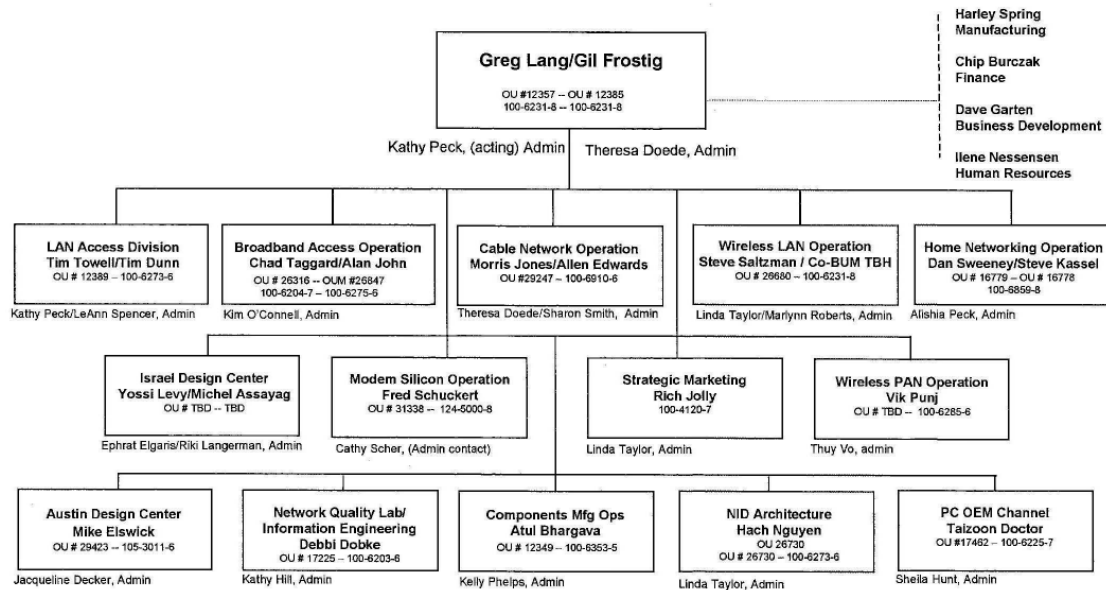 Harley Spring
Manufacturing
Chip Burczak
Finance
Dave Garten
Business Development
Ilene Nessensen
Human Resources
Greg Lang/Gil Frostig
OU #12357 -- OU # 12385
100-6231-8 -- 100-6231-8
Kathy Peck, (acting) Admin
Theresa Doede, Admin
LAN Access Division
Tim Towell/Tim Dunn
OU # 12389 -- 100-6273-6
Kathy Peck/LeAnn Spencer, Admin
Broadband Access Operation
Chad Taggard/Alan John
OU # 26316 -- OUM #26847
100-6204-7 -- 100-6275-6
Kim O'Connell, Admin
Cable Network Operation
Morris Jones/Allen Edwards
OU #29247 -- 100-6910-6
Theresa Doede/Sharon Smith, Admin
Wireless LAN Operation
Steve Saltzman / Co-BUM TBH
OU # 26680 -- 100-6231-8
Linda Taylor/Marlynn Roberts, Admin
Home Networking Operation
Dan Sweeney/Steve Kassel
OU # 16779 -- OU # 16778
100-6859-8
Alishia Peck, Admin
Israel Design Center
Yossi Levy/Michel Assayag
OU # TBD -- TBD
Ephrat Elgaris/Riki Langerman, Admin
Modem Silicon Operation
Fred Schuckert
OU # 31338 -- 124-5000-8
Cathy Scher, (Admin contact)
Strategic Marketing
Rich Jolly
100-4120-7
Linda Taylor, Admin
Wireless PAN Operation
Vik Punj
OU # TBD -- 100-6285-6
Thuy Vo, admin
Austin Design Center
Mike Elswick
OU # 29423 -- 105-3011-6
Jacqueline Decker, Admin
Network Quality Lab/
Information Engineering
Debbi Dobke
OU # 17225 -- 100-6203-6
Kathy Hill, Admin
Components Mfg Ops
Atul Bhargava
OU # 12349 -- 100-6353-5
Kelly Phelps, Admin
NID Architecture
Hach Nguyen
OU 26730
OU # 26730 -- 100-6273-6
Linda Taylor, Admin
PC OEM Channel
Taizoon Doctor
OU #17462 -- 100-6225-7
Sheila Hunt, Admin